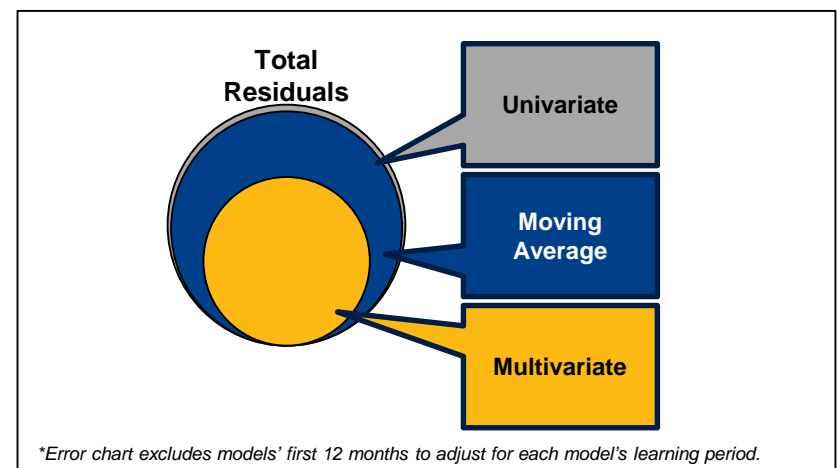 Total
Residuals
Univariate
Moving
Average
Multivariate
*Error chart excludes models’ first 12 months to adjust for each model’s learning period.